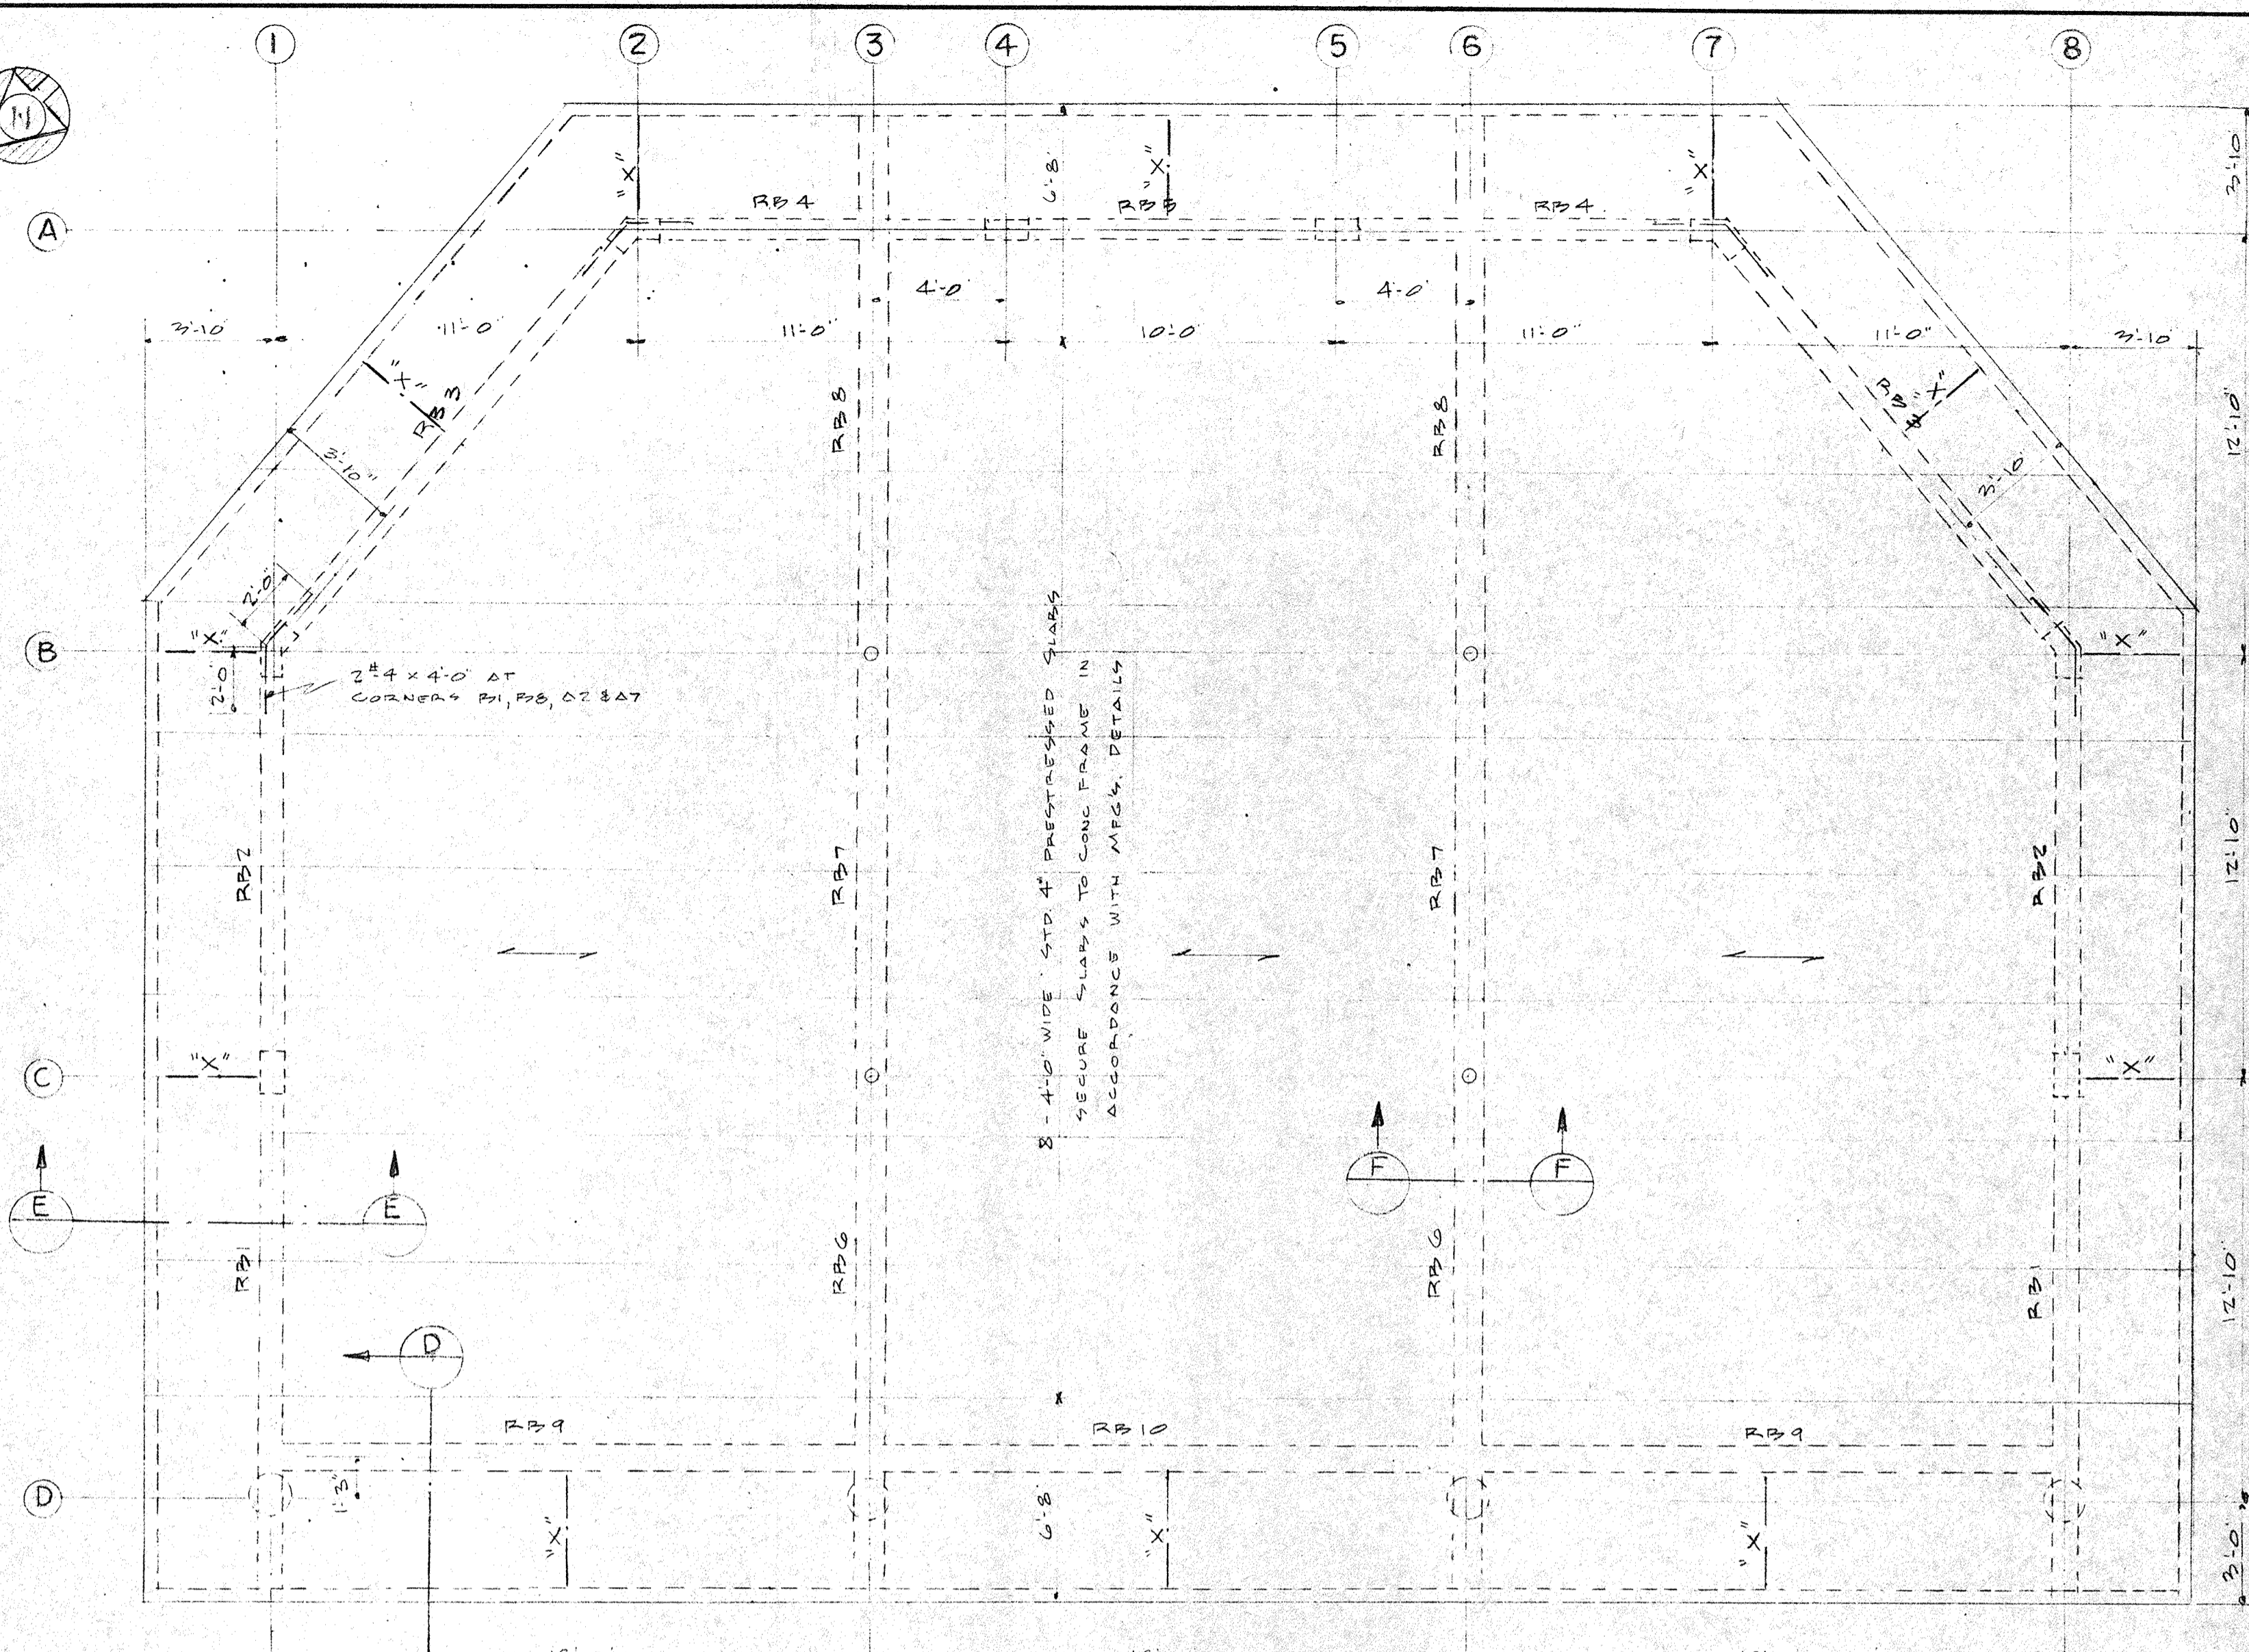 1 2 3 4 5 6 7 8
N
A
"X" 6'-8" "X" "X" 3'-10"
RB4 RB5 RB4
4'-0" 4'-0"
3'-10" 11'-0" 11'-0" 10'-0" 11'-0" 11'-0" 3'-10"
"X" RB3 RB8 RB8 "X" 12'-10"
3'-10" 3'-10"
2'-0"
B
"X" "X"
2'-0"
2-#4 x 4'-0" AT
CORNERS B1, B8, A2 & A7
8 - 4'-0" WIDE STD. 4" PRESTRESSED SLABS
SECURE SLABS TO CONC FRAME IN
ACCORDANCE WITH MFG'S. DETAILS
RB2 RB7 RB7 RB2 12'-10"
C
"X" "X"
E E F F
RB1 RB6 RB6 RB1 12'-10"
D
RB9 RB10 RB9
D
1'-3" 6'-8"
"X" "X" "X" 3'-0"